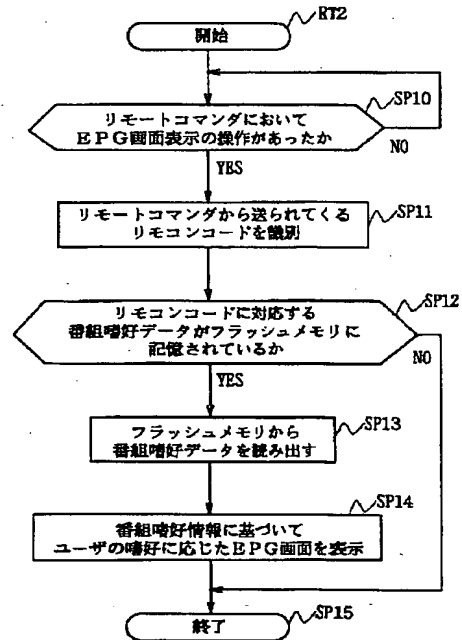 RT2
開始
SP10
リモートコマンダにおいて
EPG画面表示の操作があったか
NO
YES
SP11
リモートコマンダから送られてくる
リモコンコードを識別
SP12
リモコンコードに対応する
番組嗜好データがフラッシュメモリに
記憶されているか
NO
YES
SP13
フラッシュメモリから
番組嗜好データを読み出す
SP14
番組嗜好情報に基づいて
ユーザの嗜好に応じたEPG画面を表示
SP15
終了